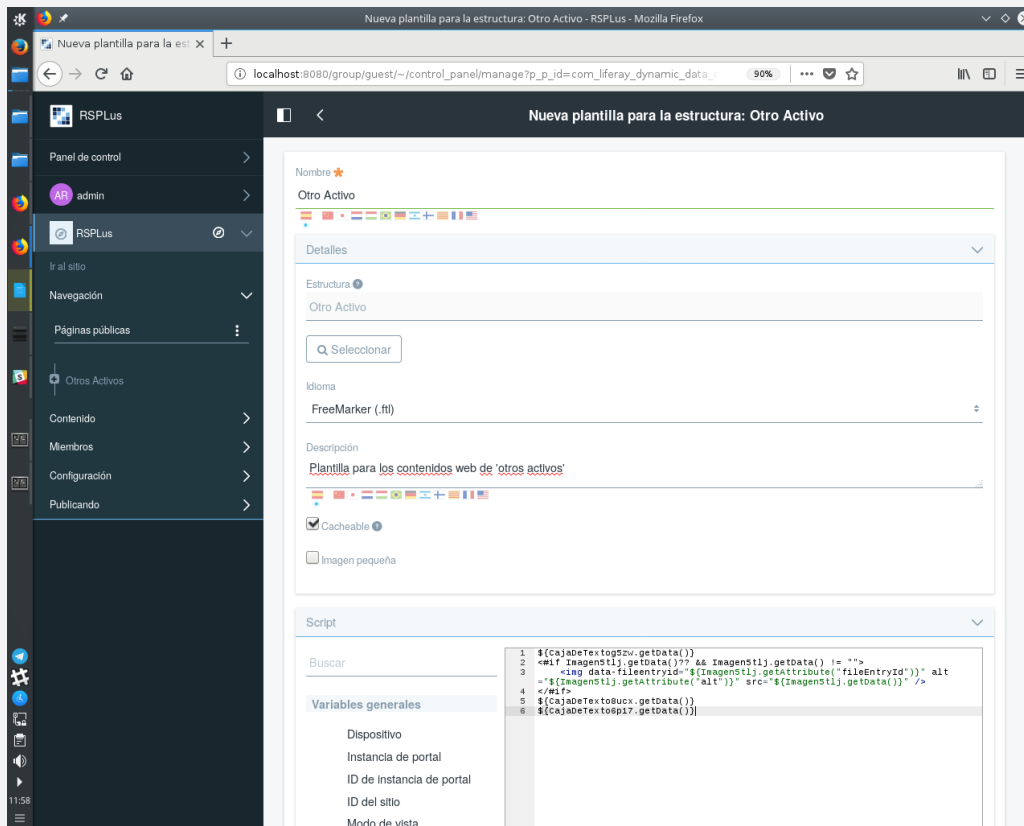 Nueva plantilla para la estructura: Otro Activo - RSPLus - Mozilla Firefox
Nueva plantilla para la est
localhost:8080/group/guest/~/control_panel/manage?p_p_id=com_liferay_dynamic_data_
90%
RSPLus
Nueva plantilla para la estructura: Otro Activo
Panel de control
AR admin
RSPLus
Ir al sitio
Navegación
Páginas públicas
Otros Activos
Contenido
Miembros
Configuración
Publicando
11:58
Nombre
Otro Activo
Detalles
Estructura
Otro Activo
Seleccionar
Idioma
FreeMarker (.ftl)
Descripción
Plantilla para los contenidos web de 'otros activos'
Cacheable
Imagen pequeña
Script
Buscar
Variables generales
Dispositivo
Instancia de portal
ID de instancia de portal
ID del sitio
Modo de vista
1 ${CajaDeTextog5zw.getData()}
2 <#if Imagen5tlj.getData()?? && Imagen5tlj.getData() != "">
3 <img data-fileentryid="${Imagen5tlj.getAttribute("fileEntryId")}" alt
="${Imagen5tlj.getAttribute("alt")}" src="${Imagen5tlj.getData()}" />
4 </#if>
5 ${CajaDeTexto8ucx.getData()}
6 ${CajaDeTexto6p17.getData()}